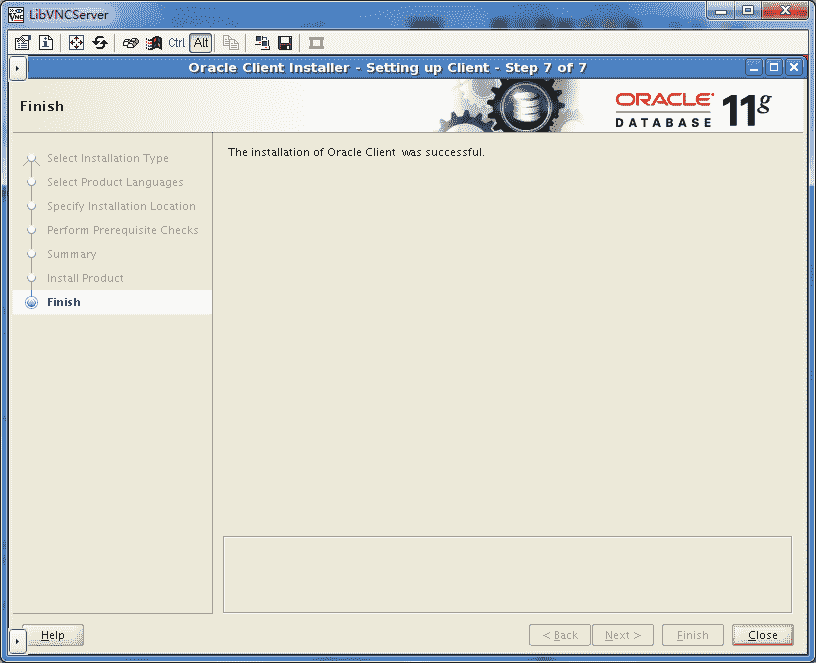 LibVNCServer
Ctrl Alt
Oracle Client Installer - Setting up Client - Step 7 of 7
Finish
ORACLE
DATABASE
11g
Select Installation Type
Select Product Languages
Specify Installation Location
Perform Prerequisite Checks
Summary
Install Product
Finish
The installation of Oracle Client was successful.
Help
< Back
Next >
Finish
Close